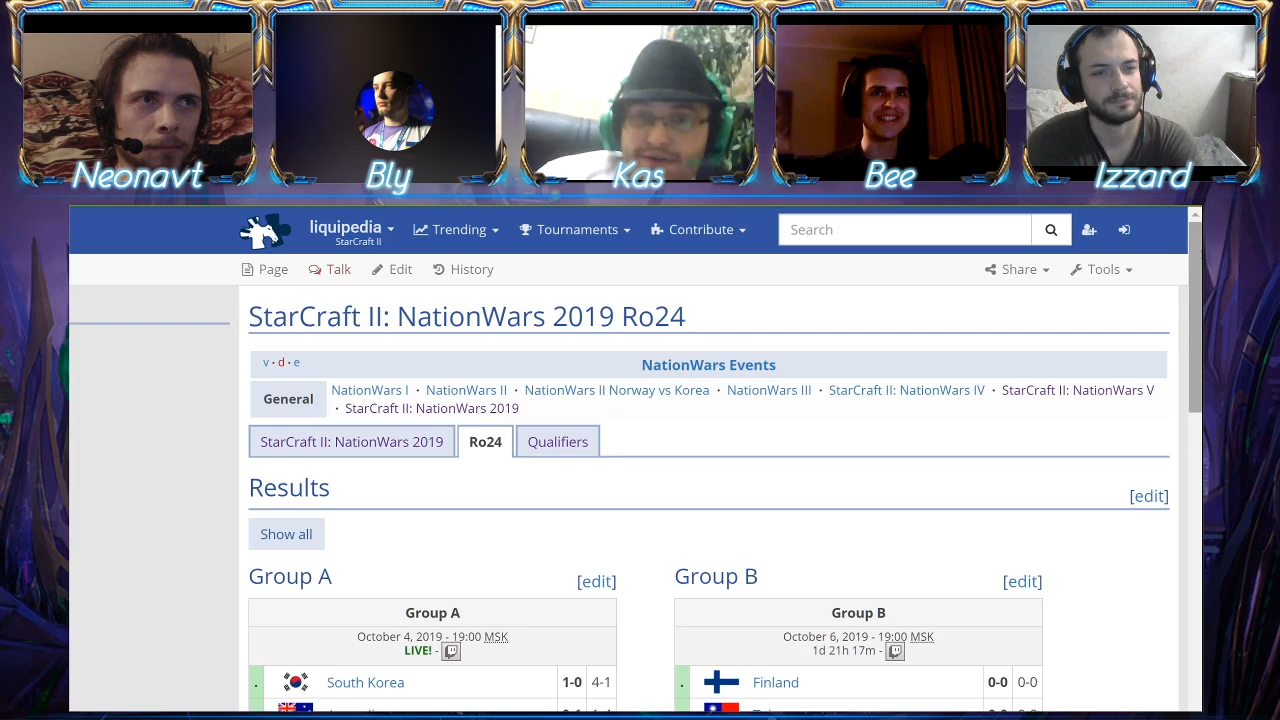 Neonavt Bly Kas Bee Izzard
liquipedia Trending Tournaments Contribute Search
StarCraft II
Page Talk Edit History Share Tools
StarCraft II: NationWars 2019 Ro24
v · d · e NationWars Events
General NationWars I · NationWars II · NationWars II Norway vs Korea · NationWars III · StarCraft II: NationWars IV · StarCraft II: NationWars V
· StarCraft II: NationWars 2019
StarCraft II: NationWars 2019 Ro24 Qualifiers
Results [edit]
Show all
Group A [edit] Group B [edit]
Group A Group B
October 4, 2019 - 19:00 MSK October 6, 2019 - 19:00 MSK
LIVE! - 1d 21h 17m -
. South Korea 1-0 4-1 . Finland 0-0 0-0